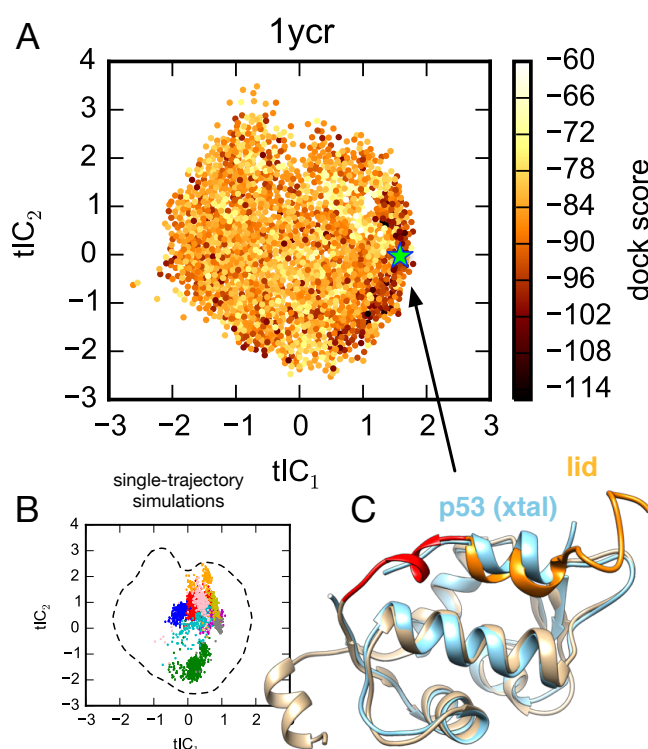 A
1ycr
4
3
2
1
0
−1
−2
−3
tIC2
−3
−2
−1
0
1
2
3
tIC1
−60
−66
−72
−78
−84
−90
−96
−102
−108
−114
dock score
B
single-trajectory
simulations
4
3
2
1
0
−1
−2
−3
tIC2
−2
−1
0
1
2
tIC1
C
lid
p53 (xtal)